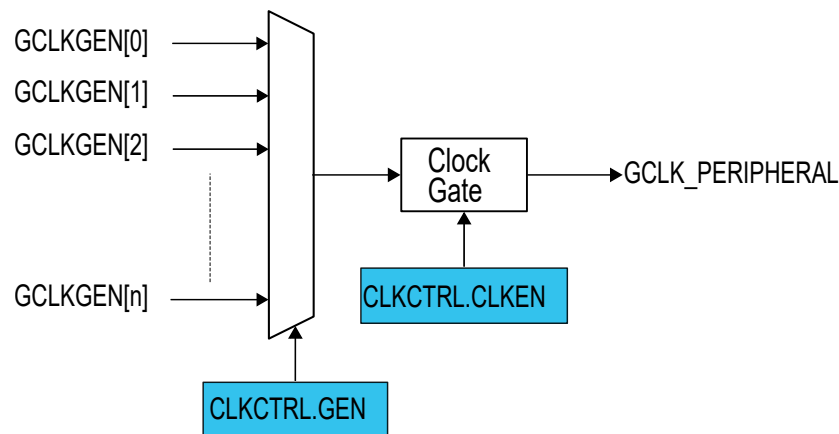 GCLKGEN[0]
GCLKGEN[1]
GCLKGEN[2]
Clock
Gate
GCLK_PERIPHERAL
GCLKGEN[n]
CLKCTRL.CLKEN
CLKCTRL.GEN